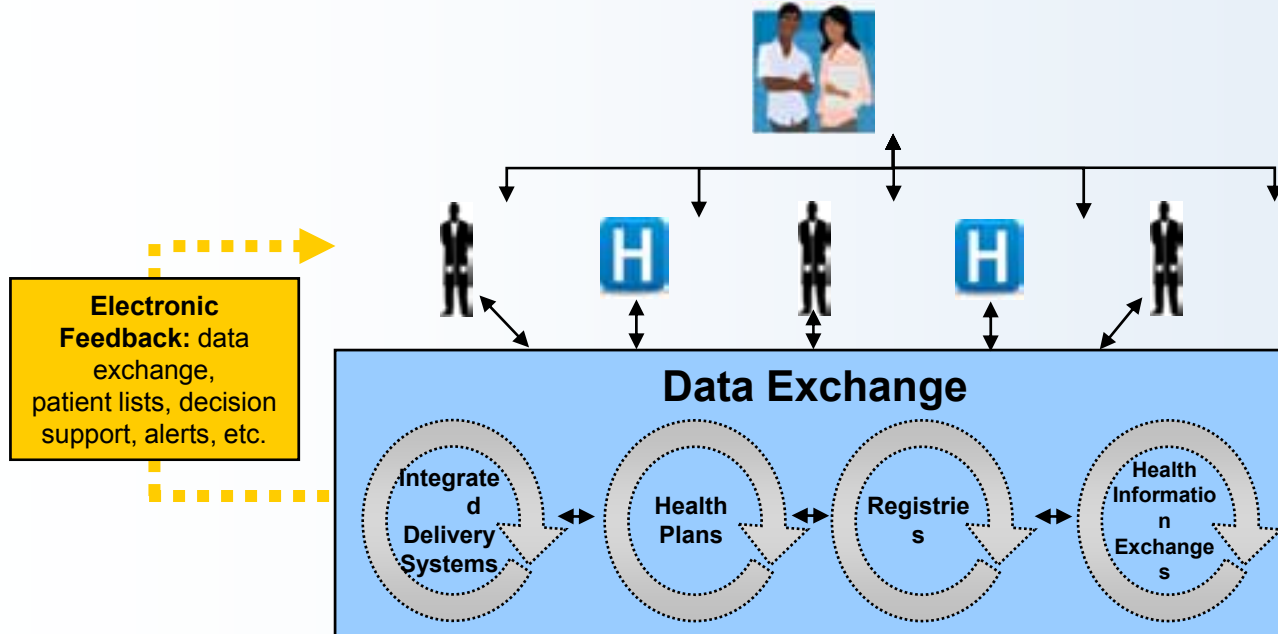 H
H
Electronic
Feedback: data
exchange,
patient lists, decision
support, alerts, etc.
Data Exchange
Integrate
d
Delivery
Systems
Health
Plans
Registrie
s
Health
Informatio
n
Exchange
s